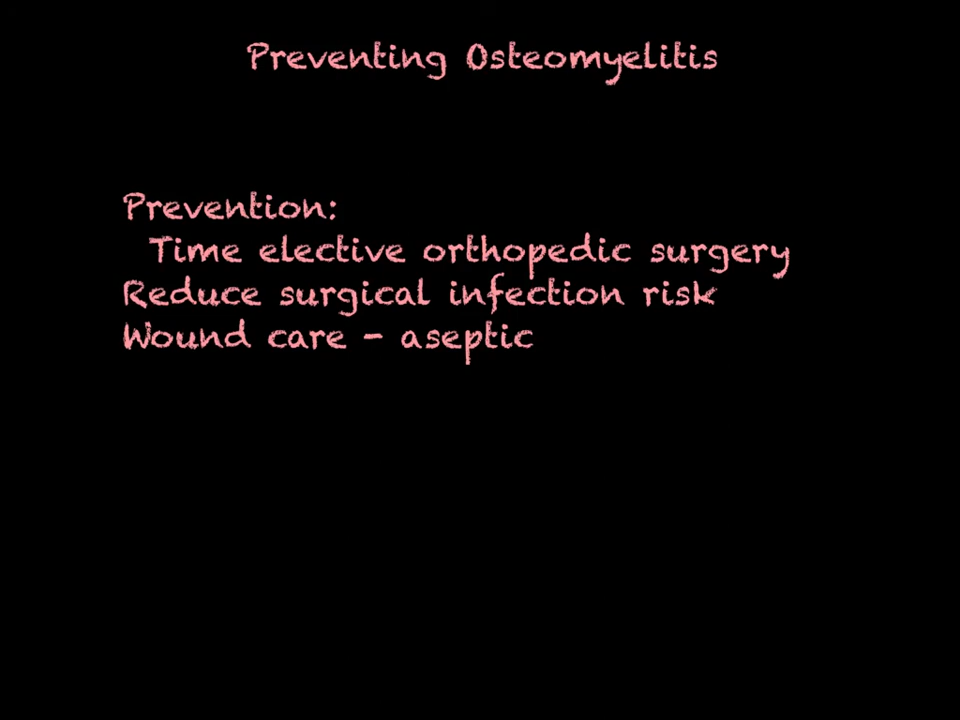 Preventing Osteomyelitis
Prevention:
Time elective orthopedic surgery
Reduce surgical infection risk
Wound care - aseptic